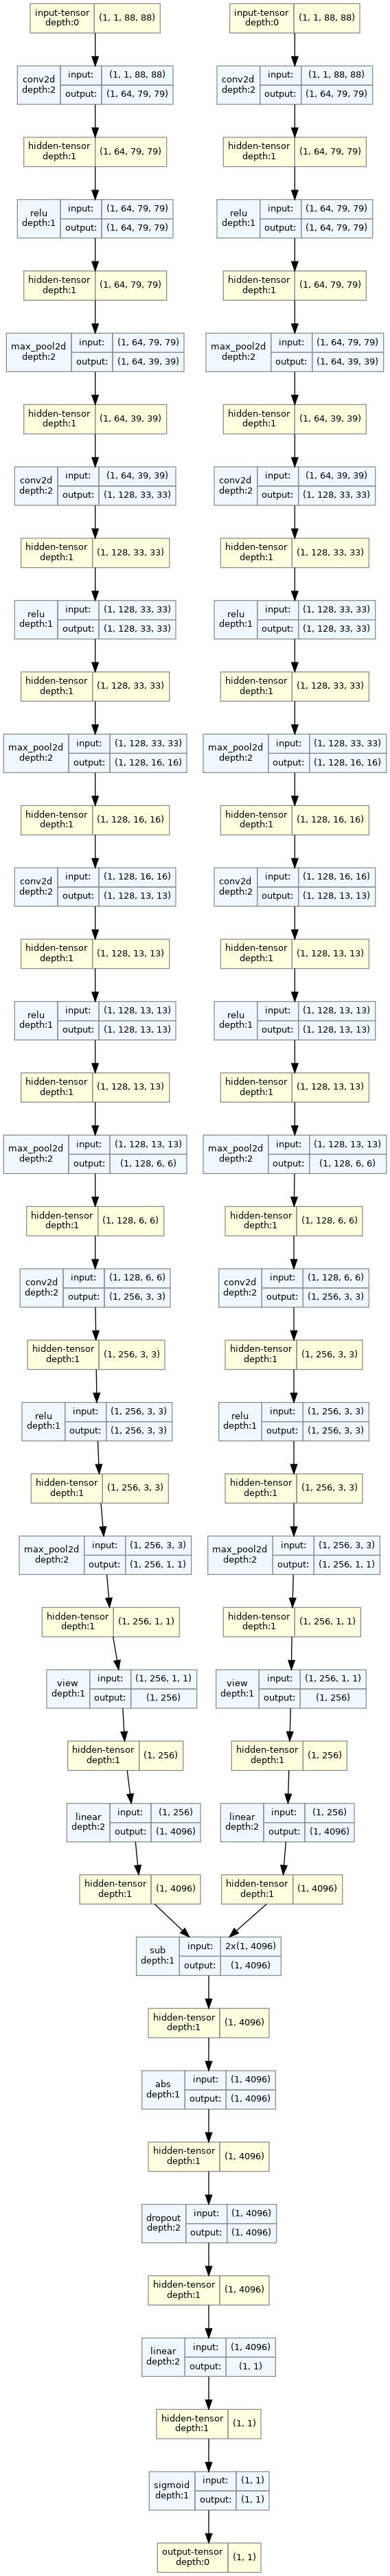 input-tensor
depth:0
(1, 1, 88, 88)
conv2d
depth:2
input: (1, 1, 88, 88)
output: (1, 64, 79, 79)
hidden-tensor
depth:1
(1, 64, 79, 79)
relu
depth:1
input: (1, 64, 79, 79)
output: (1, 64, 79, 79)
hidden-tensor
depth:1
(1, 64, 79, 79)
max_pool2d
depth:2
input: (1, 64, 79, 79)
output: (1, 64, 39, 39)
hidden-tensor
depth:1
(1, 64, 39, 39)
conv2d
depth:2
input: (1, 64, 39, 39)
output: (1, 128, 33, 33)
hidden-tensor
depth:1
(1, 128, 33, 33)
relu
depth:1
input: (1, 128, 33, 33)
output: (1, 128, 33, 33)
hidden-tensor
depth:1
(1, 128, 33, 33)
max_pool2d
depth:2
input: (1, 128, 33, 33)
output: (1, 128, 16, 16)
hidden-tensor
depth:1
(1, 128, 16, 16)
conv2d
depth:2
input: (1, 128, 16, 16)
output: (1, 128, 13, 13)
hidden-tensor
depth:1
(1, 128, 13, 13)
relu
depth:1
input: (1, 128, 13, 13)
output: (1, 128, 13, 13)
hidden-tensor
depth:1
(1, 128, 13, 13)
max_pool2d
depth:2
input: (1, 128, 13, 13)
output: (1, 128, 6, 6)
hidden-tensor
depth:1
(1, 128, 6, 6)
conv2d
depth:2
input: (1, 128, 6, 6)
output: (1, 256, 3, 3)
hidden-tensor
depth:1
(1, 256, 3, 3)
relu
depth:1
input: (1, 256, 3, 3)
output: (1, 256, 3, 3)
hidden-tensor
depth:1
(1, 256, 3, 3)
max_pool2d
depth:2
input: (1, 256, 3, 3)
output: (1, 256, 1, 1)
hidden-tensor
depth:1
(1, 256, 1, 1)
view
depth:1
input: (1, 256, 1, 1)
output: (1, 256)
hidden-tensor
depth:1
(1, 256)
linear
depth:2
input: (1, 256)
output: (1, 4096)
hidden-tensor
depth:1
(1, 4096)
input-tensor
depth:0
(1, 1, 88, 88)
conv2d
depth:2
input: (1, 1, 88, 88)
output: (1, 64, 79, 79)
hidden-tensor
depth:1
(1, 64, 79, 79)
relu
depth:1
input: (1, 64, 79, 79)
output: (1, 64, 79, 79)
hidden-tensor
depth:1
(1, 64, 79, 79)
max_pool2d
depth:2
input: (1, 64, 79, 79)
output: (1, 64, 39, 39)
hidden-tensor
depth:1
(1, 64, 39, 39)
conv2d
depth:2
input: (1, 64, 39, 39)
output: (1, 128, 33, 33)
hidden-tensor
depth:1
(1, 128, 33, 33)
relu
depth:1
input: (1, 128, 33, 33)
output: (1, 128, 33, 33)
hidden-tensor
depth:1
(1, 128, 33, 33)
max_pool2d
depth:2
input: (1, 128, 33, 33)
output: (1, 128, 16, 16)
hidden-tensor
depth:1
(1, 128, 16, 16)
conv2d
depth:2
input: (1, 128, 16, 16)
output: (1, 128, 13, 13)
hidden-tensor
depth:1
(1, 128, 13, 13)
relu
depth:1
input: (1, 128, 13, 13)
output: (1, 128, 13, 13)
hidden-tensor
depth:1
(1, 128, 13, 13)
max_pool2d
depth:2
input: (1, 128, 13, 13)
output: (1, 128, 6, 6)
hidden-tensor
depth:1
(1, 128, 6, 6)
conv2d
depth:2
input: (1, 128, 6, 6)
output: (1, 256, 3, 3)
hidden-tensor
depth:1
(1, 256, 3, 3)
relu
depth:1
input: (1, 256, 3, 3)
output: (1, 256, 3, 3)
hidden-tensor
depth:1
(1, 256, 3, 3)
max_pool2d
depth:2
input: (1, 256, 3, 3)
output: (1, 256, 1, 1)
hidden-tensor
depth:1
(1, 256, 1, 1)
view
depth:1
input: (1, 256, 1, 1)
output: (1, 256)
hidden-tensor
depth:1
(1, 256)
linear
depth:2
input: (1, 256)
output: (1, 4096)
hidden-tensor
depth:1
(1, 4096)
sub
depth:1
input: 2x(1, 4096)
output: (1, 4096)
hidden-tensor
depth:1
(1, 4096)
abs
depth:1
input: (1, 4096)
output: (1, 4096)
hidden-tensor
depth:1
(1, 4096)
dropout
depth:2
input: (1, 4096)
output: (1, 4096)
hidden-tensor
depth:1
(1, 4096)
linear
depth:2
input: (1, 4096)
output: (1, 1)
hidden-tensor
depth:1
(1, 1)
sigmoid
depth:1
input: (1, 1)
output: (1, 1)
output-tensor
depth:0
(1, 1)